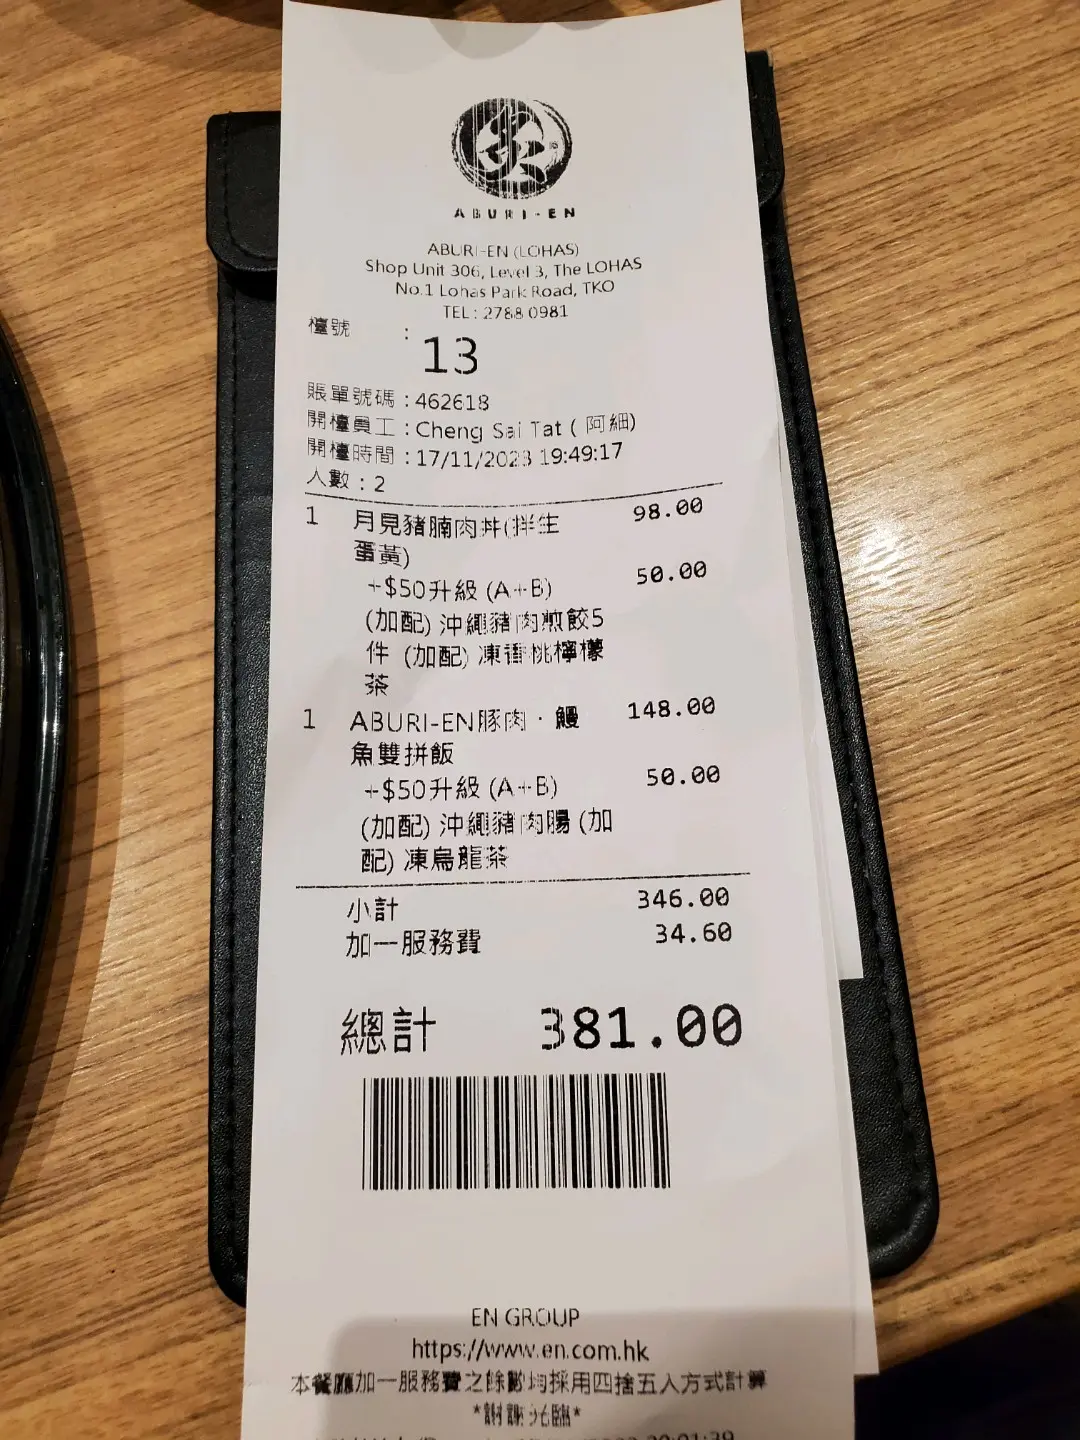 炙
ABURI-EN
ABURI-EN (LOHAS)
Shop Unit 306, Level 3, The LOHAS
No.1 Lohas Park Road, TKO
TEL : 2788 0981
檯號 :
13
賬單號碼 : 462618
開檯員工 : Cheng Sai Tat ( 阿細)
開檯時間 : 17/11/2023 19:49:17
人數 : 2
1 月見豬腩肉丼(拌生 98.00
蛋黃)
+$50升級 (A+B) 50.00
(加配) 沖繩豬肉煎餃5
件 (加配) 凍香桃檸檬
茶
1 ABURI-EN豚肉 · 鰻 148.00
魚雙拼飯
+$50升級 (A+B) 50.00
(加配) 沖繩豬肉腸 (加
配) 凍烏龍茶
小計 346.00
加一服務費 34.60
總計 381.00
EN GROUP
https://www.en.com.hk
本餐廳加一服務費之餘數均採用四捨五入方式計算
*謝謝光臨*
20:01:39